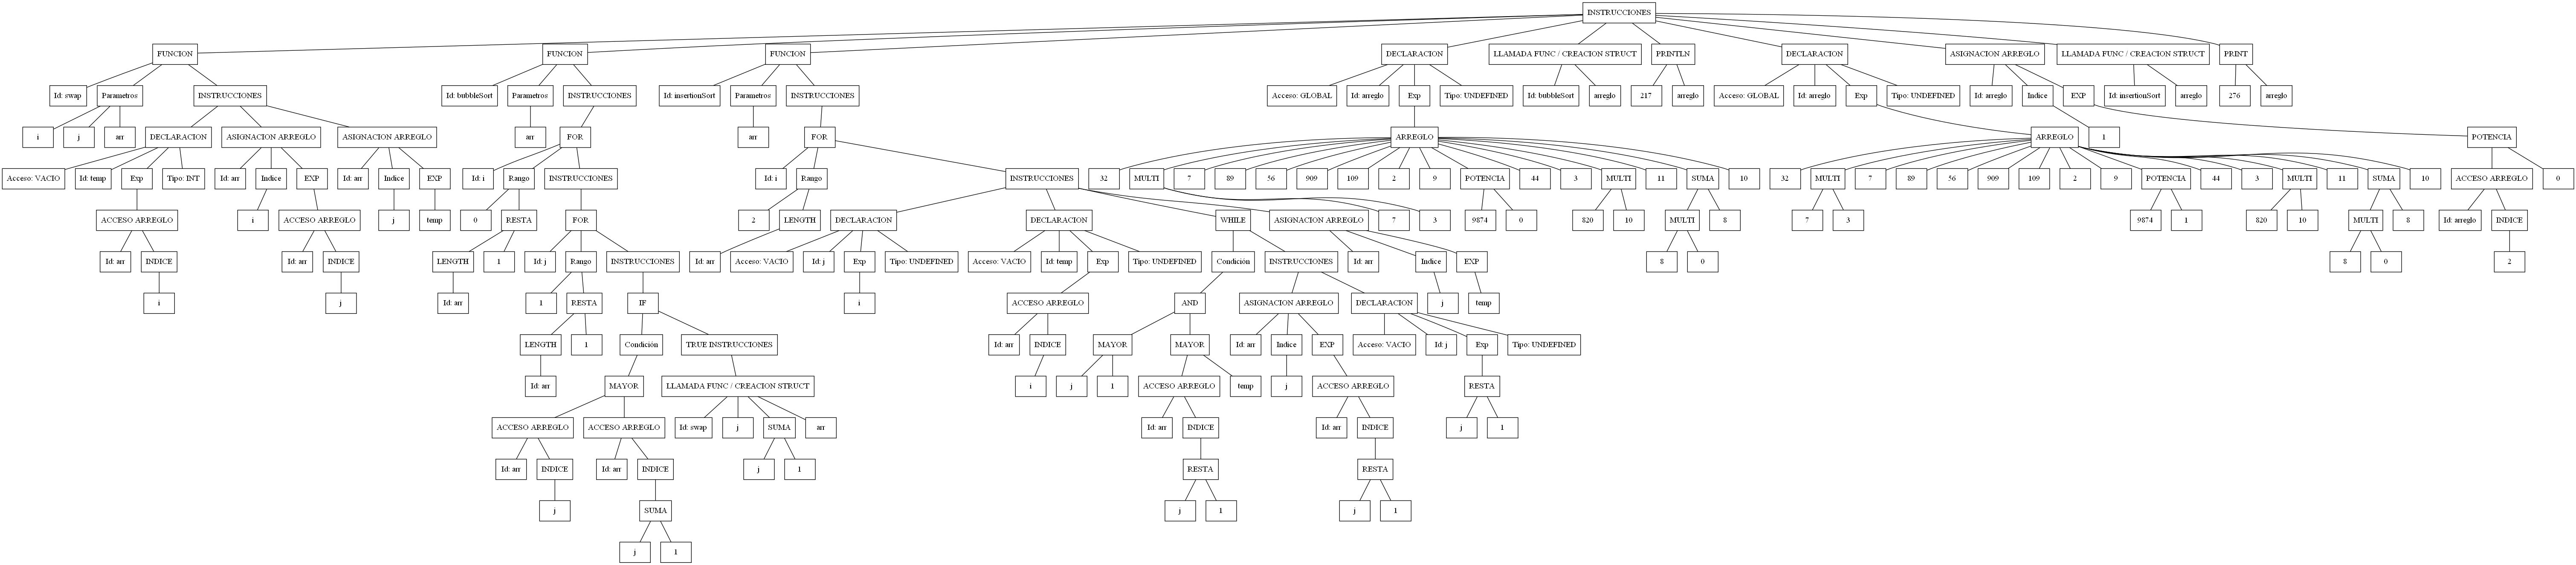 INSTRUCCIONES
FUNCION FUNCION FUNCION DECLARACION LLAMADA FUNC / CREACION STRUCT PRINTLN DECLARACION ASIGNACION ARREGLO LLAMADA FUNC / CREACION STRUCT PRINT
Id: swap Parametros INSTRUCCIONES Id: bubbleSort Parametros INSTRUCCIONES Id: insertionSort Parametros INSTRUCCIONES Acceso: GLOBAL Id: arreglo Exp Tipo: UNDEFINED Id: bubbleSort arreglo 217 arreglo Acceso: GLOBAL Id: arreglo Exp Tipo: UNDEFINED Id: arreglo Indice EXP Id: insertionSort arreglo 276 arreglo
i j arr DECLARACION ASIGNACION ARREGLO ASIGNACION ARREGLO arr FOR arr FOR ARREGLO ARREGLO 1 POTENCIA
Acceso: VACIO Id: temp Exp Tipo: INT Id: arr Indice EXP Id: arr Indice EXP Id: i Rango INSTRUCCIONES Id: i Rango INSTRUCCIONES 32 MULTI 7 89 56 909 109 2 9 POTENCIA 44 3 MULTI 11 SUMA 10 32 MULTI 7 89 56 909 109 2 9 POTENCIA 44 3 MULTI 11 SUMA 10 ACCESO ARREGLO 0
ACCESO ARREGLO i ACCESO ARREGLO j temp 0 RESTA FOR 2 LENGTH DECLARACION DECLARACION WHILE ASIGNACION ARREGLO 7 3 9874 0 820 10 MULTI 8 7 3 9874 1 820 10 MULTI 8 Id: arreglo INDICE
Id: arr INDICE Id: arr INDICE LENGTH 1 Id: j Rango INSTRUCCIONES Id: arr Acceso: VACIO Id: j Exp Tipo: UNDEFINED Acceso: VACIO Id: temp Exp Tipo: UNDEFINED Condición INSTRUCCIONES Id: arr Indice EXP 8 0 8 0 2
i j Id: arr 1 RESTA IF i ACCESO ARREGLO AND ASIGNACION ARREGLO DECLARACION j temp
LENGTH 1 Condición TRUE INSTRUCCIONES Id: arr INDICE MAYOR MAYOR Id: arr Indice EXP Acceso: VACIO Id: j Exp Tipo: UNDEFINED
Id: arr MAYOR LLAMADA FUNC / CREACION STRUCT i j 1 ACCESO ARREGLO temp j ACCESO ARREGLO RESTA
ACCESO ARREGLO ACCESO ARREGLO Id: swap j SUMA arr Id: arr INDICE Id: arr INDICE j 1
Id: arr INDICE Id: arr INDICE j 1 RESTA RESTA
j SUMA j 1 j 1
j 1